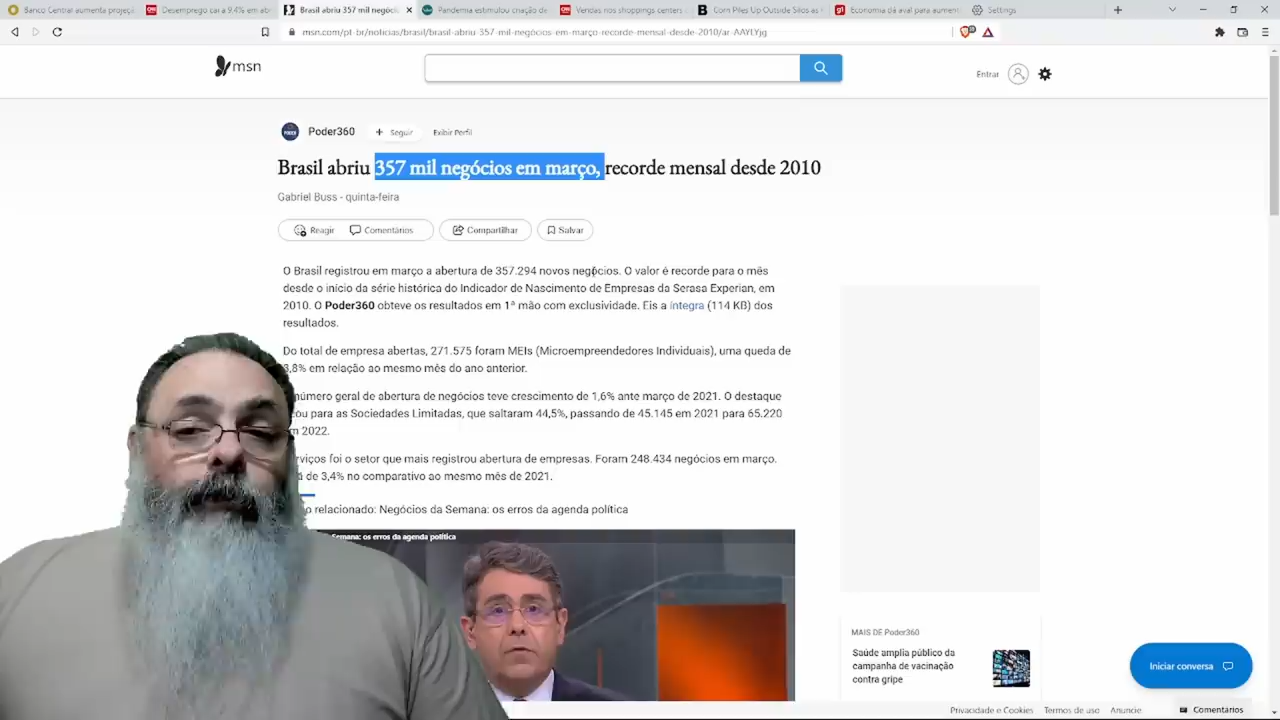 Banco Central aumenta projeçã
Desemprego cai a 9.4% em abr
Brasil abriu 357 mil negóci
Pandemia estimulou criação de
Vendas nos shopping centers
Corn Piles Up Outside Silos as
Economia dá aval para aumen
Settings
msn.com/pt-br/noticias/brasil/brasil-abriu-357-mil-negócios-em-março-recorde-mensal-desde-2010/ar-AAYtYjg
msn
Entrar
Poder360
+ Seguir
Exibir Perfil
Brasil abriu 357 mil negócios em março, recorde mensal desde 2010
Gabriel Buss - quinta-feira
Reagir
Comentários
Compartilhar
Salvar
O Brasil registrou em março a abertura de 357.294 novos negócios. O valor é recorde para o mês
desde o início da série histórica do Indicador de Nascimento de Empresas da Serasa Experian, em
2010. O Poder360 obteve os resultados em 1ª mão com exclusividade. Eis a íntegra (114 KB) dos
resultados.
Do total de empresa abertas, 271.575 foram MEIs (Microempreendedores Individuais), uma queda de
3,8% em relação ao mesmo mês do ano anterior.
número geral de abertura de negócios teve crescimento de 1,6% ante março de 2021. O destaque
ou para as Sociedades Limitadas, que saltaram 44,5%, passando de 45.145 em 2021 para 65.220
m 2022.
rviços foi o setor que mais registrou abertura de empresas. Foram 248.434 negócios em março.
de 3,4% no comparativo ao mesmo mês de 2021.
o relacionado: Negócios da Semana: os erros da agenda política
Semana: os erros da agenda política
MAIS DE Poder360
Saúde amplia público da
campanha de vacinação
contra gripe
Iniciar conversa
Privacidade e Cookies
Termos de uso
Anuncie
Comentários